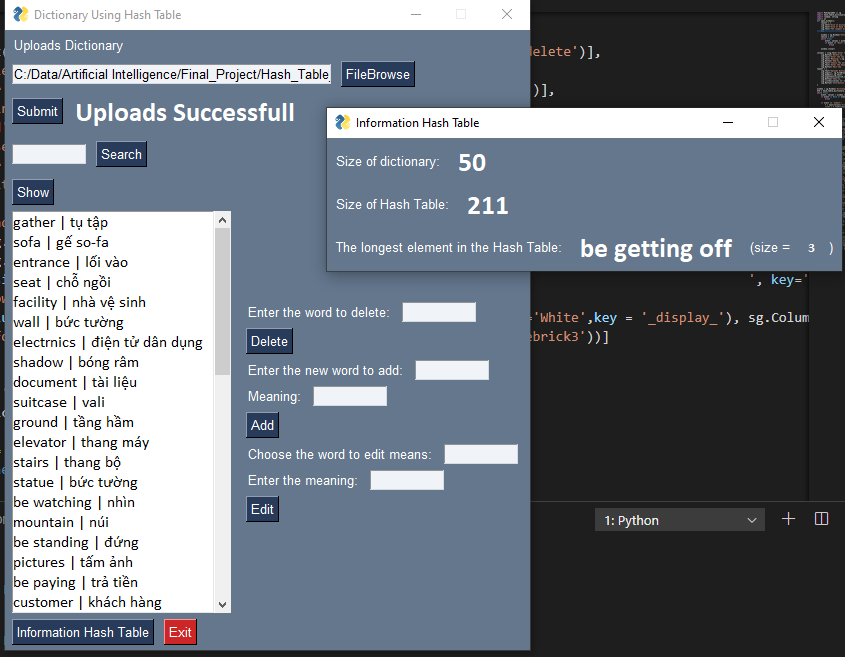 Dictionary Using Hash Table
Uploads Dictionary
C:/Data/Artificial Intelligence/Final_Project/Hash_Table
FileBrowse
Submit
Uploads Successfull
Search
Show
gather | tụ tập
sofa | gế so-fa
entrance | lối vào
seat | chỗ ngồi
facility | nhà vệ sinh
wall | bức tường
electrnics | điện tử dân dụng
shadow | bóng râm
document | tài liệu
suitcase | vali
ground | tầng hầm
elevator | thang máy
stairs | thang bộ
statue | bức tường
be watching | nhìn
mountain | núi
be standing | đứng
pictures | tấm ảnh
be paying | trả tiền
customer | khách hàng
Enter the word to delete:
Delete
Enter the new word to add:
Meaning:
Add
Choose the word to edit means:
Enter the meaning:
Edit
Information Hash Table
Exit
Information Hash Table
Size of dictionary: 50
Size of Hash Table: 211
The longest element in the Hash Table: be getting off (size = 3 )
elete')],
)],
', key='
='White',key = '_display_'), sg.Colum
ebrick3'))]
1: Python